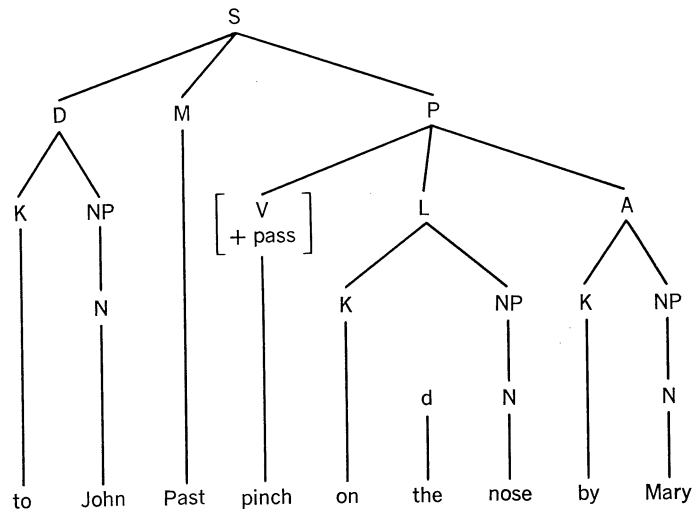 S
D M P
K NP V L A
+ pass
K NP K NP
N
d N N
to John Past pinch on the nose by Mary